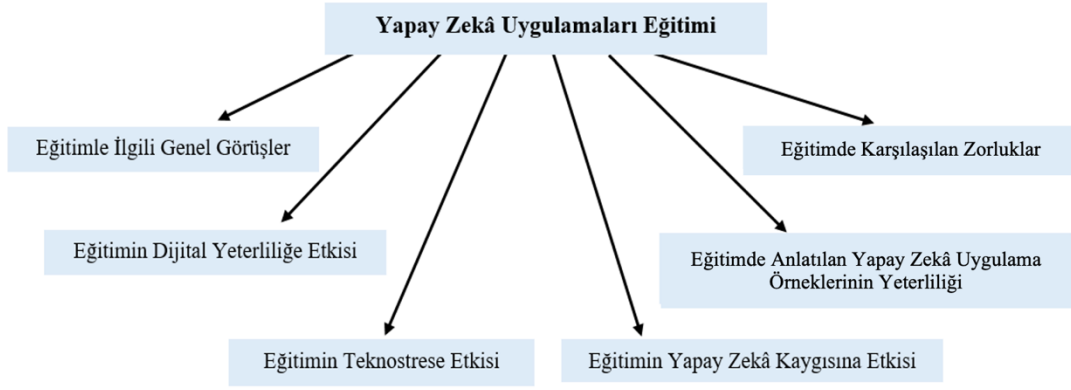 Yapay Zekâ Uygulamaları Eğitimi
Eğitimle İlgili Genel Görüşler
Eğitimde Karşılaşılan Zorluklar
Eğitimin Dijital Yeterliliğe Etkisi
Eğitimde Anlatılan Yapay Zekâ Uygulama
Örneklerinin Yeterliliği
Eğitimin Teknostrese Etkisi
Eğitimin Yapay Zekâ Kaygısına Etkisi